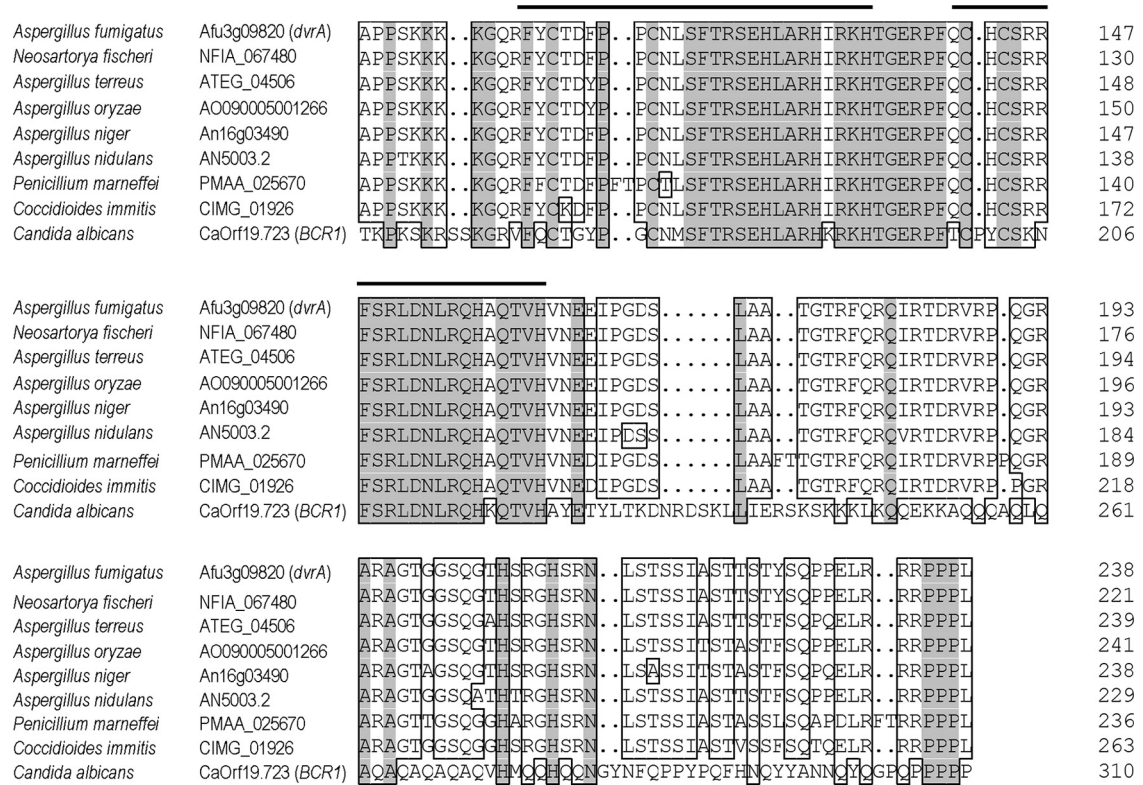 Aspergillus fumigatus Afu3g09820 (dvrA) APPSKKK..KGQRFYCTDFP..PCNLSFTRSEHLARHIRKHTGERPFQC.HCSRR 147
Neosartorya fischeri NFIA_067480 APPSKKK..KGQRFYCTDFP..PCNLSFTRSEHLARHIRKHTGERPFQC.HCSRR 130
Aspergillus terreus ATEG_04506 APPSKKK..KGQRFYCTDYP..PCNLSFTRSEHLARHIRKHTGERPFQC.HCSRR 148
Aspergillus oryzae AO090005001266 APPSKKK..KGQRFYCTDYP..PCNLSFTRSEHLARHIRKHTGERPFQC.HCSRR 150
Aspergillus niger An16g03490 APPSKKK..KGQRFYCTDFP..PCNLSFTRSEHLARHIRKHTGERPFQC.HCSRR 147
Aspergillus nidulans AN5003.2 APPTKKK..KGQRFYCTDFP..PCNLSFTRSEHLARHIRKHTGERPFQC.HCSRR 138
Penicillium marneffei PMAA_025670 APPSKKK..KGQRFFCTDFPFTPCTLSFTRSEHLARHIRKHTGERPFQC.HCSRR 140
Coccidioides immitis CIMG_01926 APPSKKK..KGQRFYCKDFP..PCNLSFTRSEHLARHIRKHTGERPFQC.HCSRR 172
Candida albicans CaOrf19.723 (BCR1) TKPKSKRSSKGRVFQCTGYP..GCNMSFTRSEHLARHKRKHTGERPFTCPYCSKN 206
Aspergillus fumigatus Afu3g09820 (dvrA) FSRLDNLRQHAQTVHVNEEIPGDS......LAA..TGTRFQRQIRTDRVRP.QGR 193
Neosartorya fischeri NFIA_067480 FSRLDNLRQHAQTVHVNEEIPGDS......LAA..TGTRFQRQIRTDRVRP.QGR 176
Aspergillus terreus ATEG_04506 FSRLDNLRQHAQTVHVNEEIPGDS......LAA..TGTRFQRQIRTDRVRP.QGR 194
Aspergillus oryzae AO090005001266 FSRLDNLRQHAQTVHVNEEIPGDS......LAA..TGTRFQRQIRTDRVRP.QGR 196
Aspergillus niger An16g03490 FSRLDNLRQHAQTVHVNEEIPGDS......LAA..TGTRFQRQIRTDRVRP.QGR 193
Aspergillus nidulans AN5003.2 FSRLDNLRQHAQTVHVNEEIPDSS......LAA..TGTRFQRQVRTDRVRP.QGR 184
Penicillium marneffei PMAA_025670 FSRLDNLRQHAQTVHVNEDIPGDS......LAAFTTGTRFQRQIRTDRVRPPQGR 189
Coccidioides immitis CIMG_01926 FSRLDNLRQHAQTVHVNEDIPGDS......LAA..TGTRFQRQIRTDRVRP.PGR 218
Candida albicans CaOrf19.723 (BCR1) FSRLDNLRQHKQTVHAYETYLTKDNRDSKLLIERSKSKKKLKQQEKKAQQQAQLQ 261
Aspergillus fumigatus Afu3g09820 (dvrA) ARAGTGGSQGTHSRGHSRN..LSTSSIASTTSTYSQPPELR..RRPPPL 238
Neosartorya fischeri NFIA_067480 ARAGTGGSQGTHSRGHSRN..LSTSSIASTTSTYSQPPELR..RRPPPL 221
Aspergillus terreus ATEG_04506 ARAGTGGSQGAHSRGHSRN..LSTSSITSTASTFSQPQELR..RRPPPL 239
Aspergillus oryzae AO090005001266 ARAGTGGSQGTHSRGHSRN..LSTSSITSTASTFSQPPELR..RRPPPL 241
Aspergillus niger An16g03490 ARAGTAGSQGTHSRGHSRN..LSASSITSTASTFSQPQELR..RRPPPL 238
Aspergillus nidulans AN5003.2 ARAGTGGSQATHTRGHSRN..LSTSSIASTTSTFSQPPELR..RRPPPL 229
Penicillium marneffei PMAA_025670 ARAGTTGSQGGHARGHSRN..LSTSSIASTASSLSQAPDLRFTRRPPPL 236
Coccidioides immitis CIMG_01926 ARAGTGGSQGGHSRGHSRN..LSTSSIASTVSSFSQTQELR..RRPPPL 263
Candida albicans CaOrf19.723 (BCR1) AQAQAQAQAQVHMQQHQQNGYNFQPPYPQFHNQYYANNQYQGPQPPPPP 310